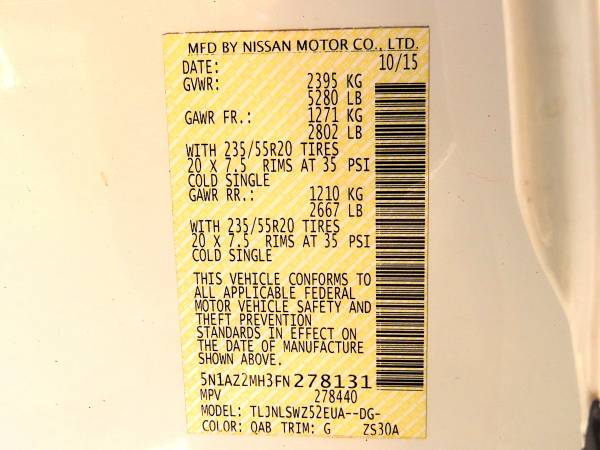 MFD BY NISSAN MOTOR CO., LTD.
DATE: 10/15
GVWR: 2395 KG
5280 LB
GAWR FR.: 1271 KG
2802 LB
WITH 235/55R20 TIRES
20 X 7.5 RIMS AT 35 PSI
COLD SINGLE
GAWR RR.: 1210 KG
2667 LB
WITH 235/55R20 TIRES
20 X 7.5 RIMS AT 35 PSI
COLD SINGLE
THIS VEHICLE CONFORMS TO
ALL APPLICABLE FEDERAL
MOTOR VEHICLE SAFETY AND
THEFT PREVENTION
STANDARDS IN EFFECT ON
THE DATE OF MANUFACTURE
SHOWN ABOVE.
5N1AZ2MH3FN278131
MPV 278440
MODEL: TLJNLSWZ52EUA--DG-
COLOR: QAB TRIM: G ZS30A